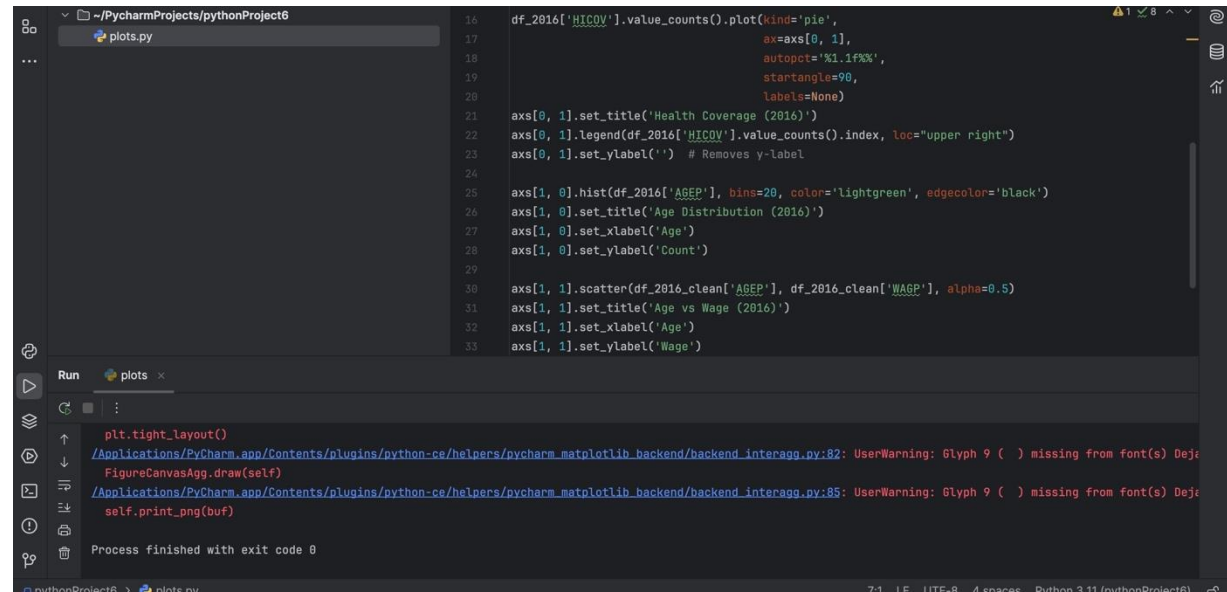 ~/PycharmProjects/pythonProject6
plots.py
16 df_2016['HICOV'].value_counts().plot(kind='pie',
17 ax=axs[0, 1],
18 autopct='%1.1f%%',
19 startangle=90,
20 labels=None)
21 axs[0, 1].set_title('Health Coverage (2016)')
22 axs[0, 1].legend(df_2016['HICOV'].value_counts().index, loc="upper right")
23 axs[0, 1].set_ylabel('') # Removes y-label
24
25 axs[1, 0].hist(df_2016['AGEP'], bins=20, color='lightgreen', edgecolor='black')
26 axs[1, 0].set_title('Age Distribution (2016)')
27 axs[1, 0].set_xlabel('Age')
28 axs[1, 0].set_ylabel('Count')
29
30 axs[1, 1].scatter(df_2016_clean['AGEP'], df_2016_clean['WAGP'], alpha=0.5)
31 axs[1, 1].set_title('Age vs Wage (2016)')
32 axs[1, 1].set_xlabel('Age')
33 axs[1, 1].set_ylabel('Wage')
1 8
Run plots
plt.tight_layout()
/Applications/PyCharm.app/Contents/plugins/python-ce/helpers/pycharm_matplotlib_backend/backend_interagg.py:82: UserWarning: Glyph 9 ( ) missing from font(s) Deja
FigureCanvasAgg.draw(self)
/Applications/PyCharm.app/Contents/plugins/python-ce/helpers/pycharm_matplotlib_backend/backend_interagg.py:85: UserWarning: Glyph 9 ( ) missing from font(s) Deja
self.print_png(buf)
Process finished with exit code 0
pythonProject6 > plots.py 7:1 LF UTF-8 4 spaces Python 3.11 (pythonProject6)